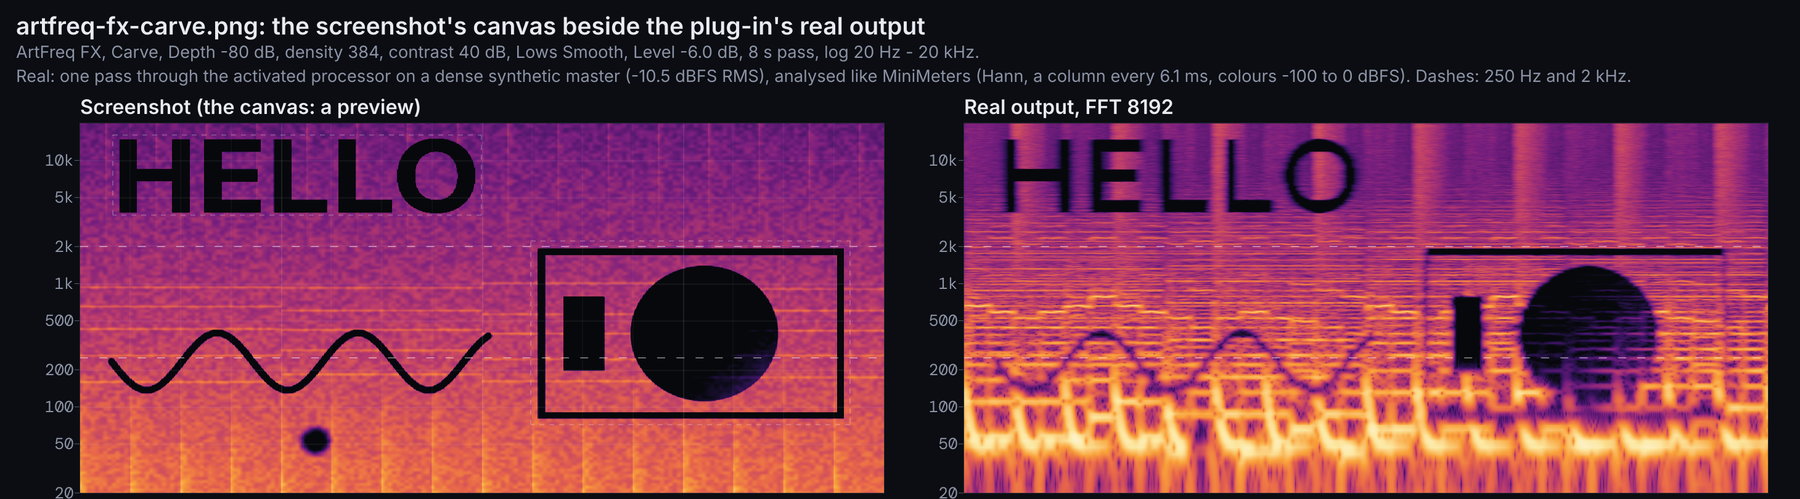 artfreq-fx-carve.png: the screenshot's canvas beside the plug-in's real output
ArtFreq FX, Carve, Depth -80 dB, density 384, contrast 40 dB, Lows Smooth, Level -6.0 dB, 8 s pass, log 20 Hz - 20 kHz.
Real: one pass through the activated processor on a dense synthetic master (-10.5 dBFS RMS), analysed like MiniMeters (Hann, a column every 6.1 ms, colours -100 to 0 dBFS). Dashes: 250 Hz and 2 kHz.
Screenshot (the canvas: a preview)
10k
5k
2k
1k
500
200
100
50
20
HELLO
Real output, FFT 8192
10k
5k
2k
1k
500
200
100
50
20
HELLO